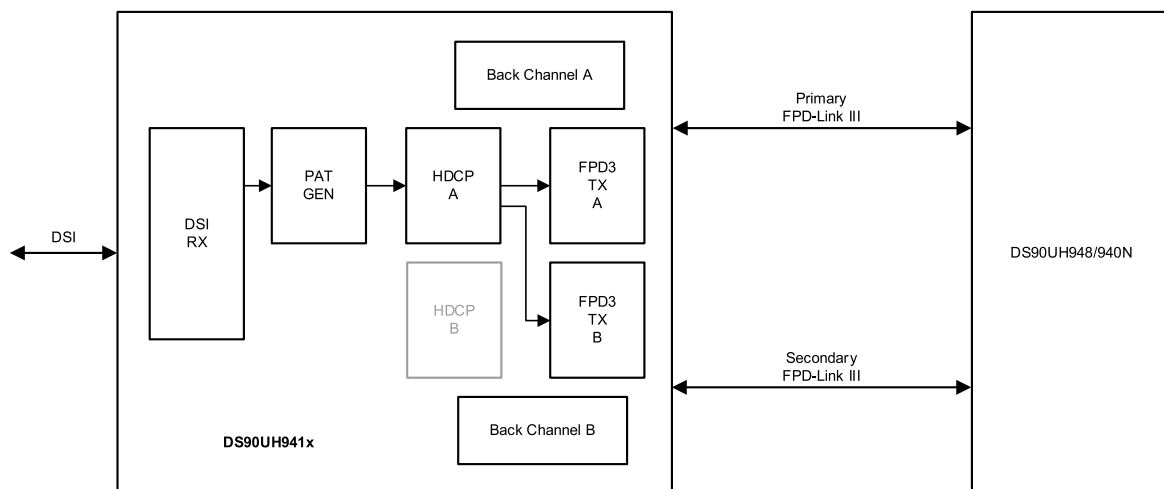 Back Channel A
Primary
FPD-Link III
PAT
GEN
HDCP
A
FPD3
TX
A
DSI
RX
DSI
DS90UH948/940N
HDCP
B
FPD3
TX
B
Secondary
FPD-Link III
Back Channel B
DS90UH941x